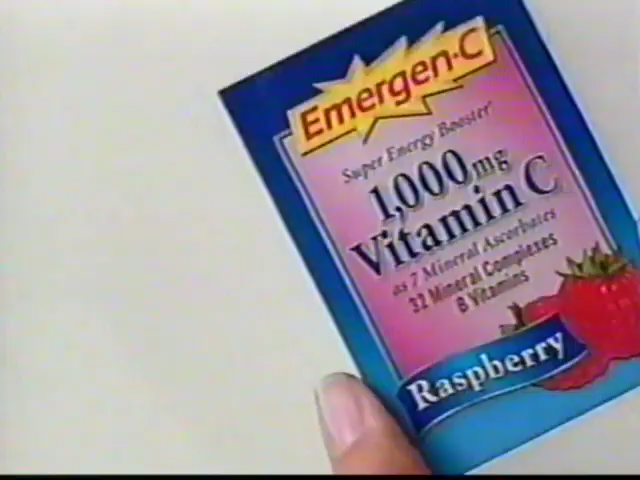 Emergen-C
Super Energy Booster
1,000mg
Vitamin C
as 7 Mineral Ascorbates
32 Mineral Complexes
8 Vitamins
Raspberry